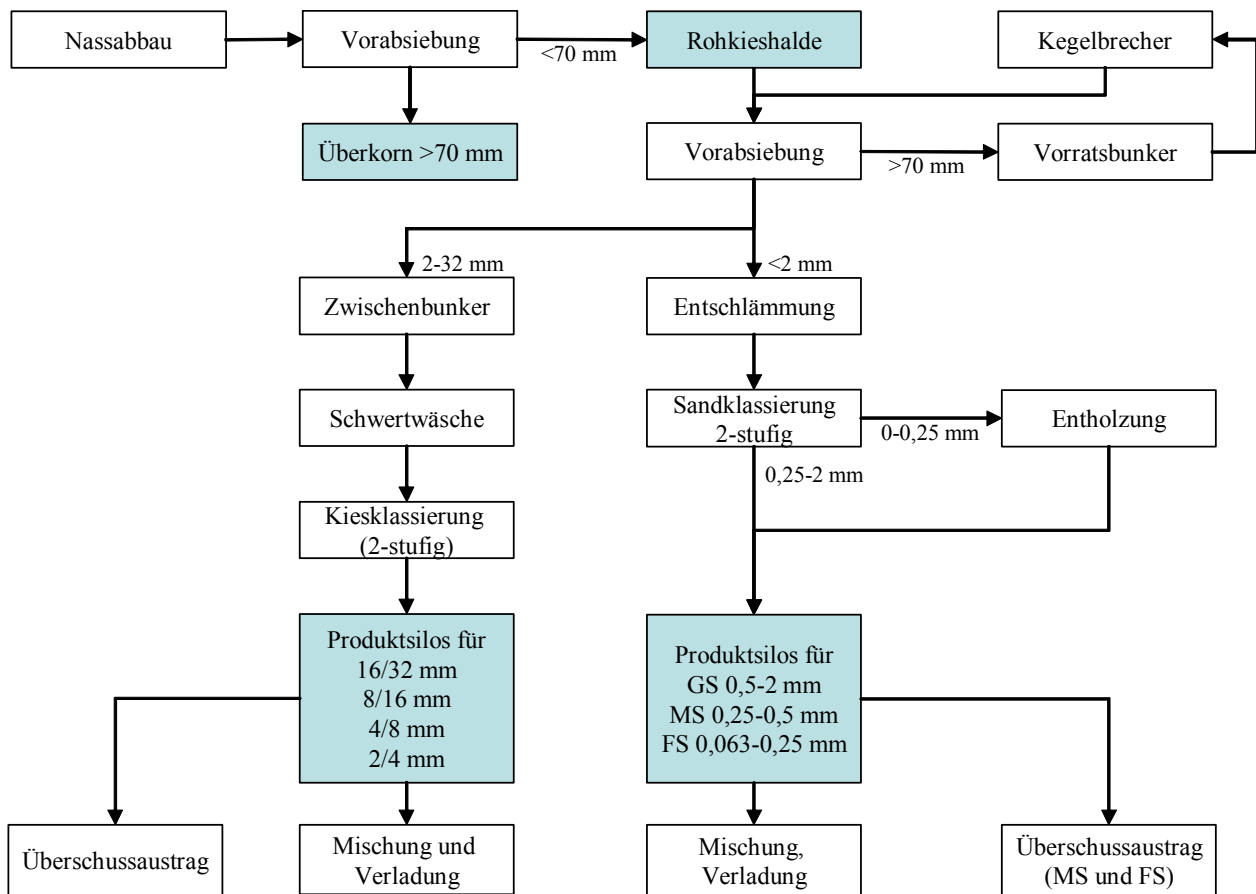 Nassabbau
Vorabsiebung
<70 mm
Rohkieshalde
Kegelbrecher
Überkorn >70 mm
Vorabsiebung
>70 mm
Vorratsbunker
2-32 mm
<2 mm
Zwischenbunker
Entschlämmung
Schwertwäsche
Sandklassierung
2-stufig
0-0,25 mm
Entholzung
0,25-2 mm
Kiesklassierung
(2-stufig)
Produktsilos für
16/32 mm
8/16 mm
4/8 mm
2/4 mm
Produktsilos für
GS 0,5-2 mm
MS 0,25-0,5 mm
FS 0,063-0,25 mm
Überschussaustrag
Mischung und
Verladung
Mischung,
Verladung
Überschussaustrag
(MS und FS)